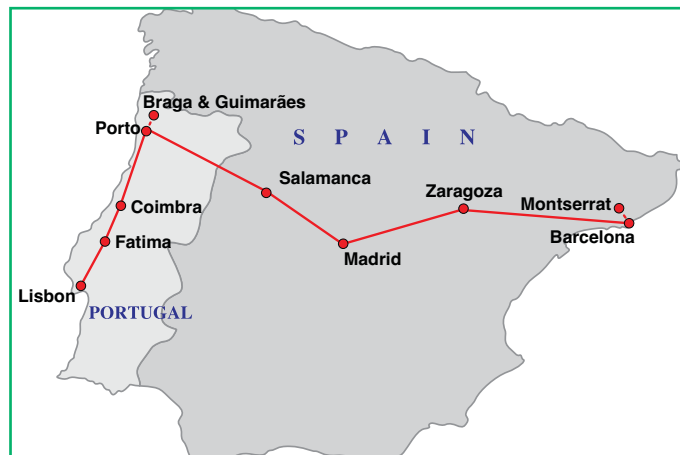 Braga & Guimarães
Porto
S P A I N
Salamanca
Zaragoza
Montserrat
Coimbra
Barcelona
Fatima
Madrid
Lisbon
PORTUGAL